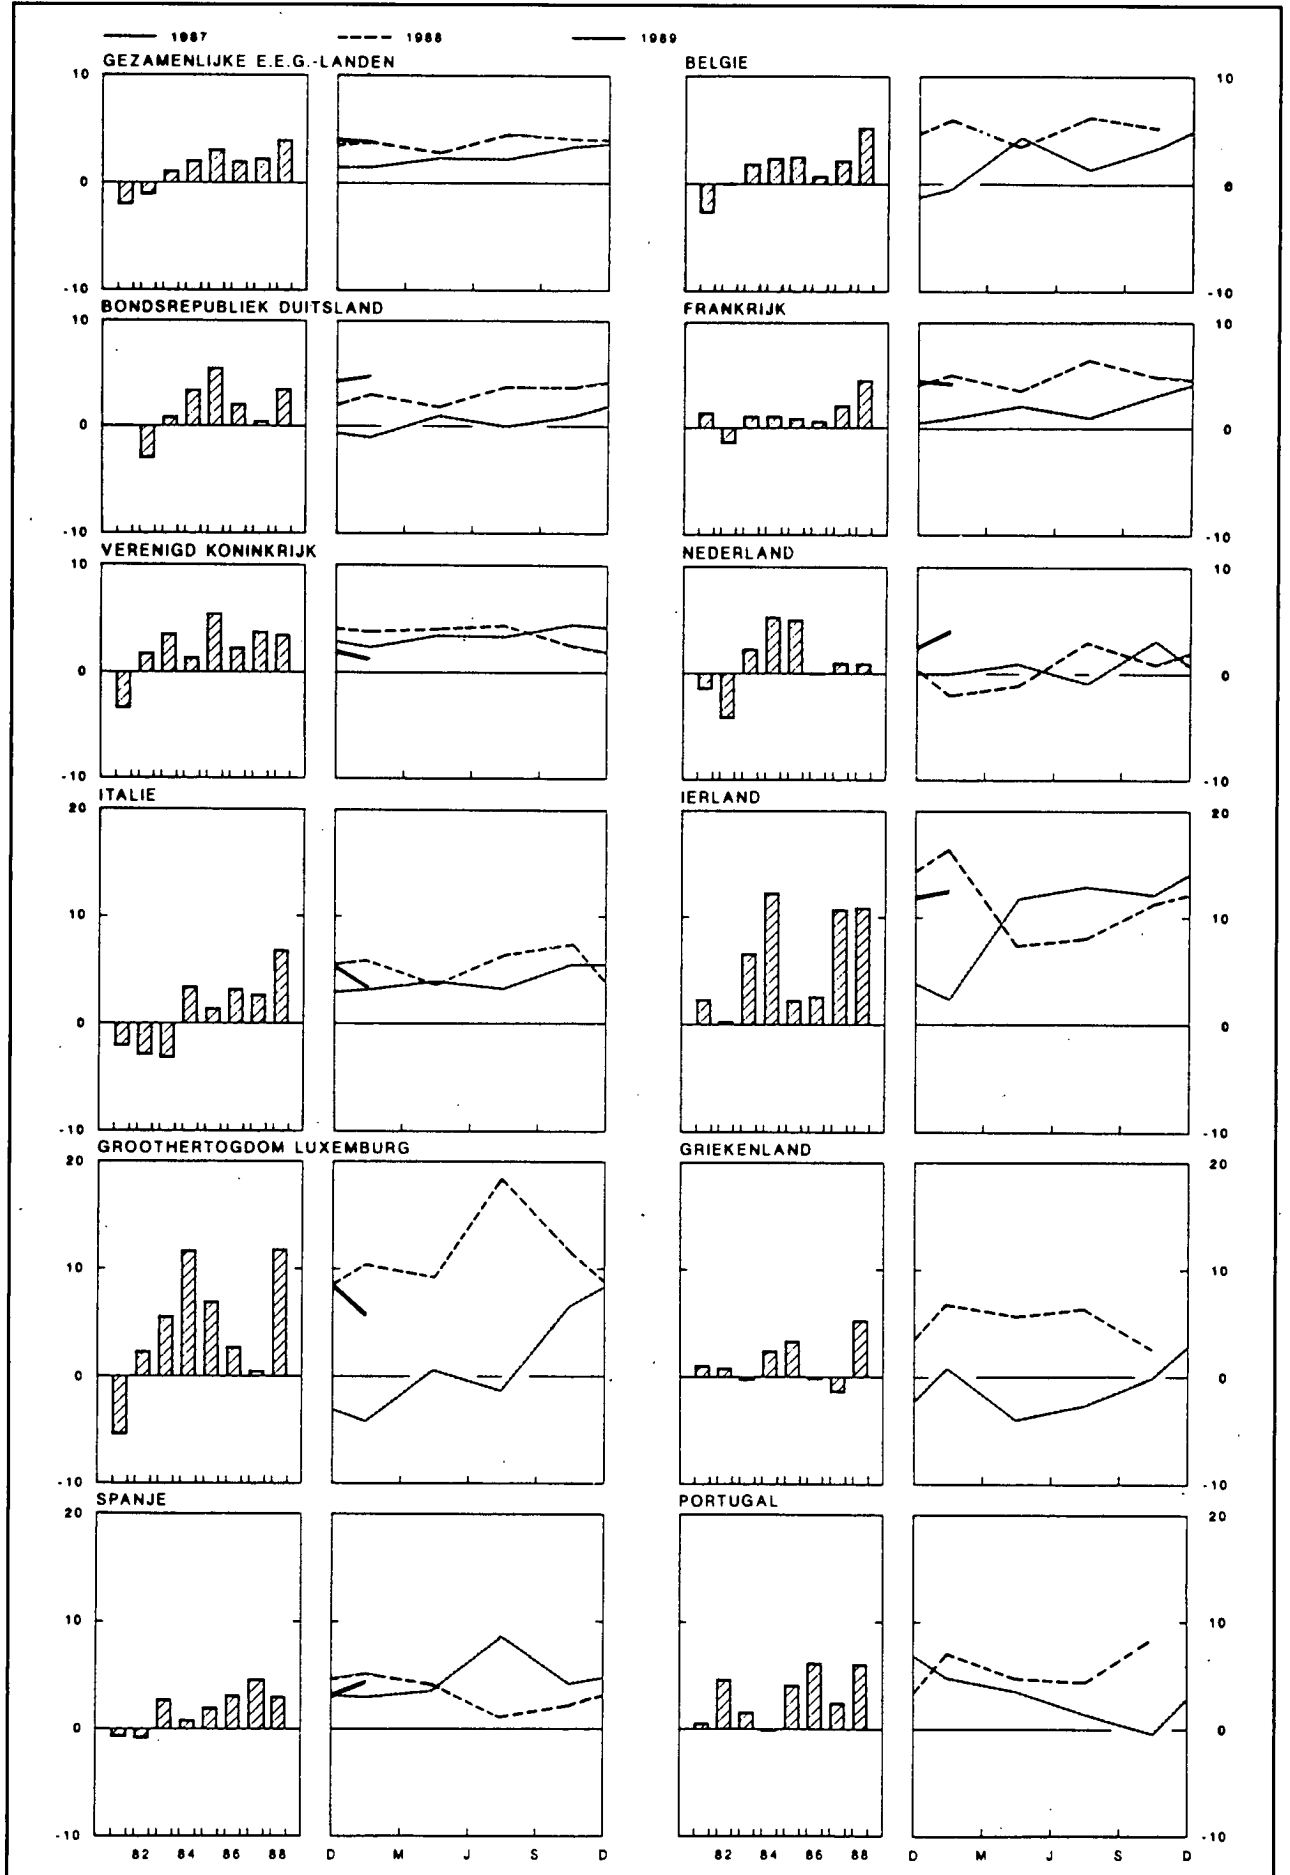 1987 1988 1989
GEZAMENLIJKE E.E.G.-LANDEN BELGIE
10 10
0 0
-10 -10
BONDSREPUBLIEK DUITSLAND FRANKRIJK
10 10
0 0
-10 -10
VERENIGD KONINKRIJK NEDERLAND
10 10
0 0
-10 -10
ITALIE IERLAND
20 20
10 10
0 0
-10 -10
GROOTHERTOGDOM LUXEMBURG GRIEKENLAND
20 20
10 10
0 0
-10 -10
SPANJE PORTUGAL
20 20
10 10
0 0
-10 -10
82 84 86 88 D M J S D 82 84 86 88 D M J S D